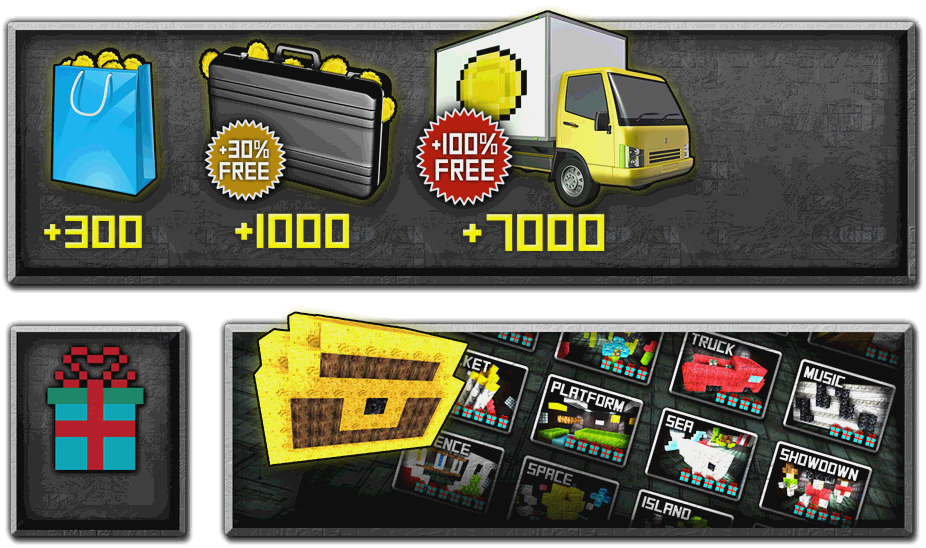 +30%
FREE
+100%
FREE
+300
+1000
+7000
TRUCK
MUSIC
PLATFORM
SEA
SHOWDOWN
SPACE
ISLAND